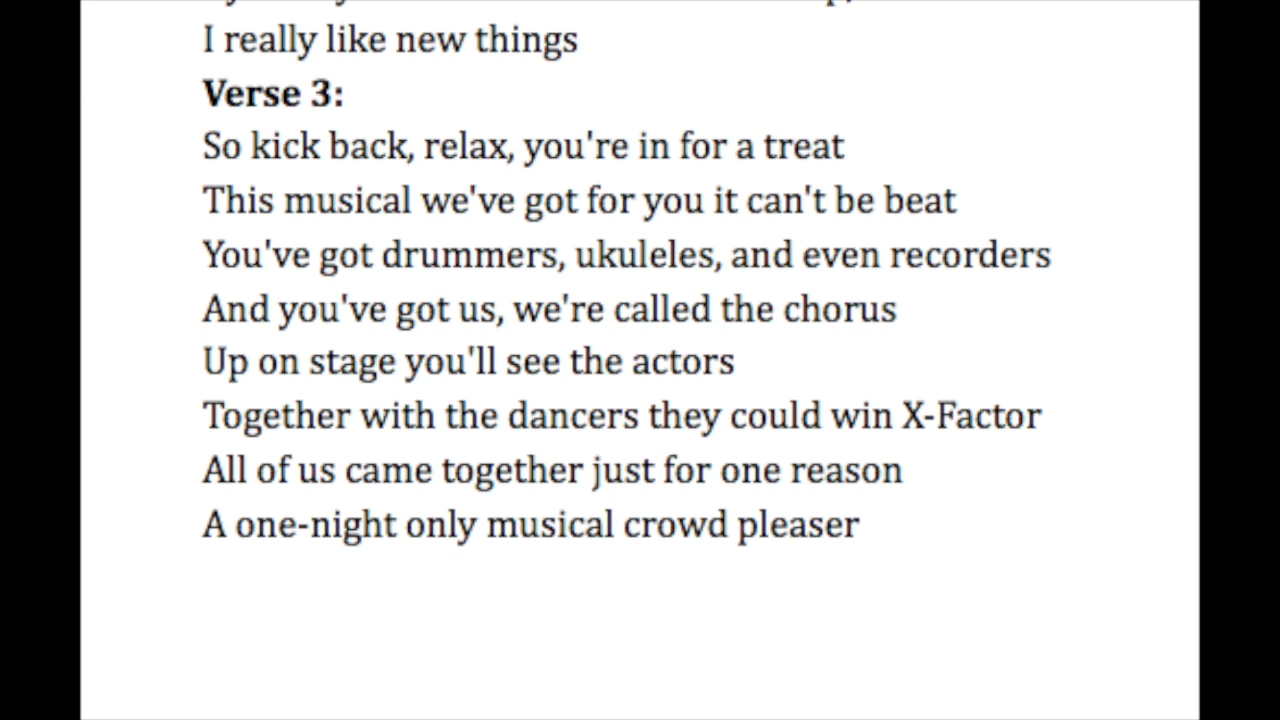 I really like new things
Verse 3:
So kick back, relax, you're in for a treat
This musical we've got for you it can't be beat
You've got drummers, ukuleles, and even recorders
And you've got us, we're called the chorus
Up on stage you'll see the actors
Together with the dancers they could win X-Factor
All of us came together just for one reason
A one-night only musical crowd pleaser